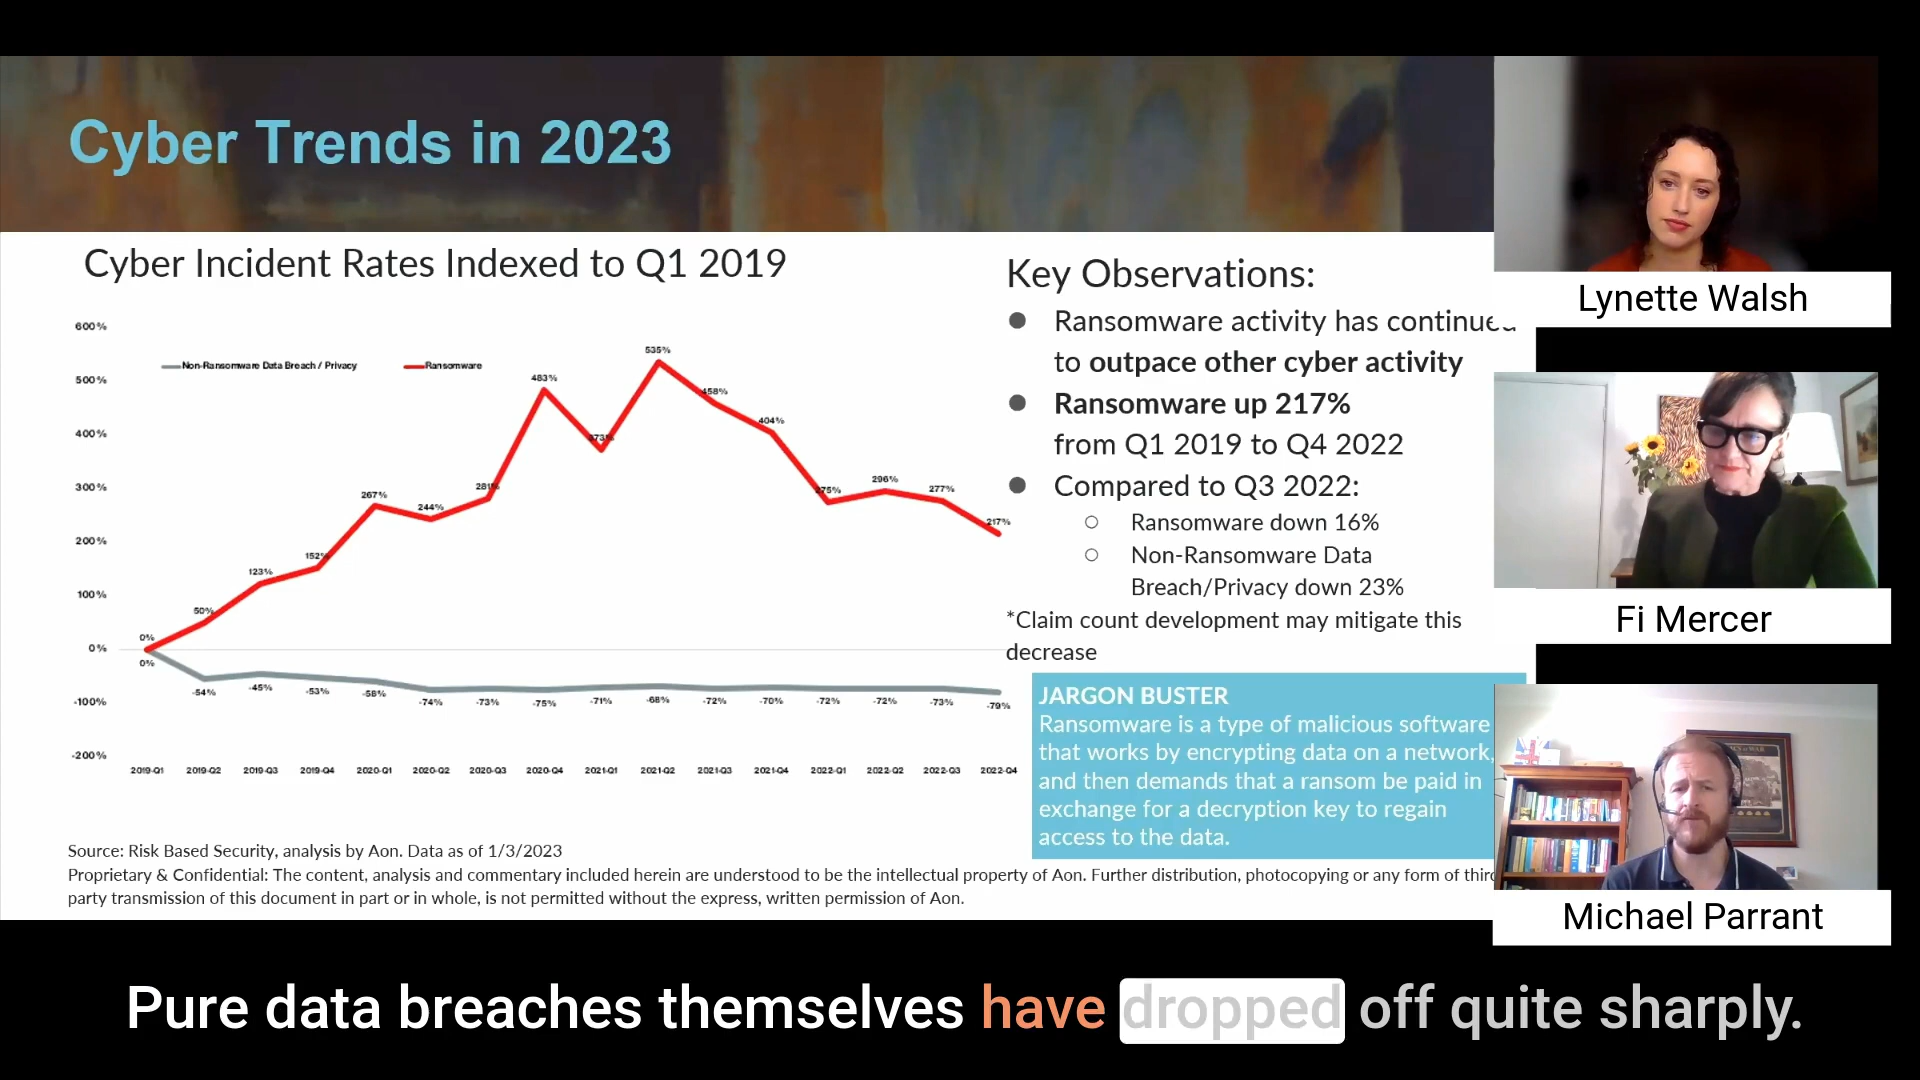 Cyber Trends in 2023
Cyber Incident Rates Indexed to Q1 2019
600%
500%
400%
300%
200%
100%
0%
-100%
-200%
Non-Ransomware Data Breach / Privacy
Ransomware
0%
50%
123%
152%
267%
244%
281%
483%
373%
535%
458%
404%
275%
296%
277%
217%
0%
-54%
-45%
-53%
-58%
-74%
-73%
-75%
-71%
-68%
-72%
-70%
-72%
-72%
-73%
-79%
2019-Q1
2019-Q2
2019-Q3
2019-Q4
2020-Q1
2020-Q2
2020-Q3
2020-Q4
2021-Q1
2021-Q2
2021-Q3
2021-Q4
2022-Q1
2022-Q2
2022-Q3
2022-Q4
Key Observations:
Ransomware activity has continued
to outpace other cyber activity
Ransomware up 217%
from Q1 2019 to Q4 2022
Compared to Q3 2022:
Ransomware down 16%
Non-Ransomware Data
Breach/Privacy down 23%
*Claim count development may mitigate this
decrease
JARGON BUSTER
Ransomware is a type of malicious software
that works by encrypting data on a network,
and then demands that a ransom be paid in
exchange for a decryption key to regain
access to the data.
Source: Risk Based Security, analysis by Aon. Data as of 1/3/2023
Proprietary & Confidential: The content, analysis and commentary included herein are understood to be the intellectual property of Aon. Further distribution, photocopying or any form of third
party transmission of this document in part or in whole, is not permitted without the express, written permission of Aon.
Lynette Walsh
Fi Mercer
Michael Parrant
Pure data breaches themselves have dropped off quite sharply.